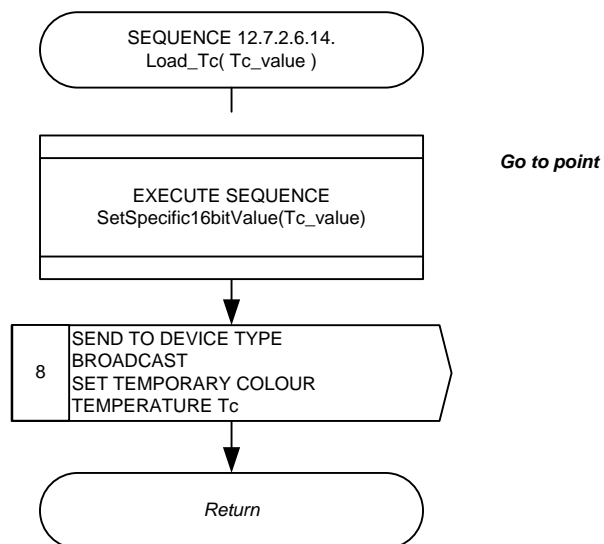 SEQUENCE 12.7.2.6.14.
Load_Tc( Tc_value )
Go to point
EXECUTE SEQUENCE
SetSpecific16bitValue(Tc_value)
8
SEND TO DEVICE TYPE
BROADCAST
SET TEMPORARY COLOUR
TEMPERATURE Tc
Return